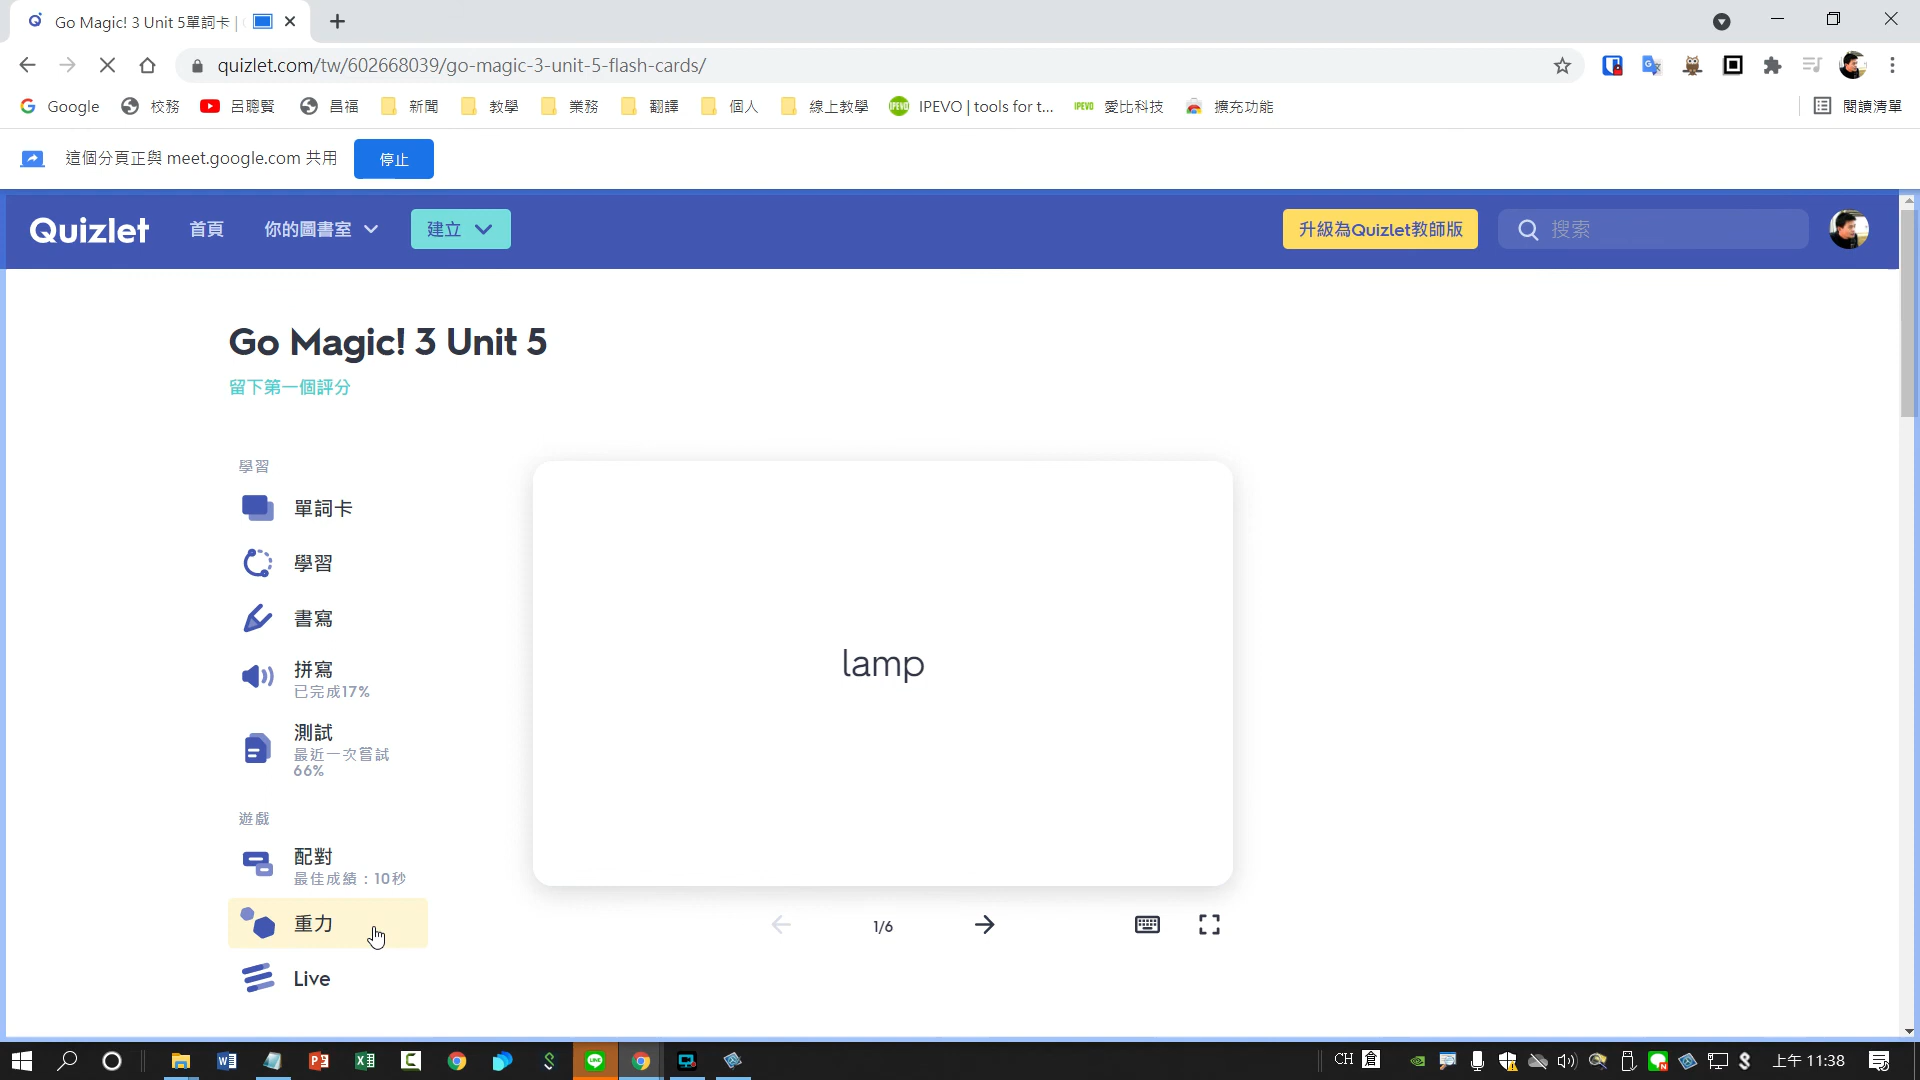 Go Magic! 3 Unit 5單詞卡 |
quizlet.com/tw/602668039/go-magic-3-unit-5-flash-cards/
Google 校務 呂聰賢 昌福 新聞 教學 業務 翻譯 個人 線上教學 IPEVO | tools for t... 愛比科技 擴充功能 閱讀清單
這個分頁正與 meet.google.com 共用 停止
Quizlet 首頁 你的圖書室 建立 升級為Quizlet教師版 搜索
Go Magic! 3 Unit 5
留下第一個評分
學習
單詞卡
學習
書寫
拼寫
已完成17%
測試
最近一次嘗試
66%
遊戲
配對
最佳成績：10秒
重力
Live
lamp
1/6
CH 倉 上午 11:38